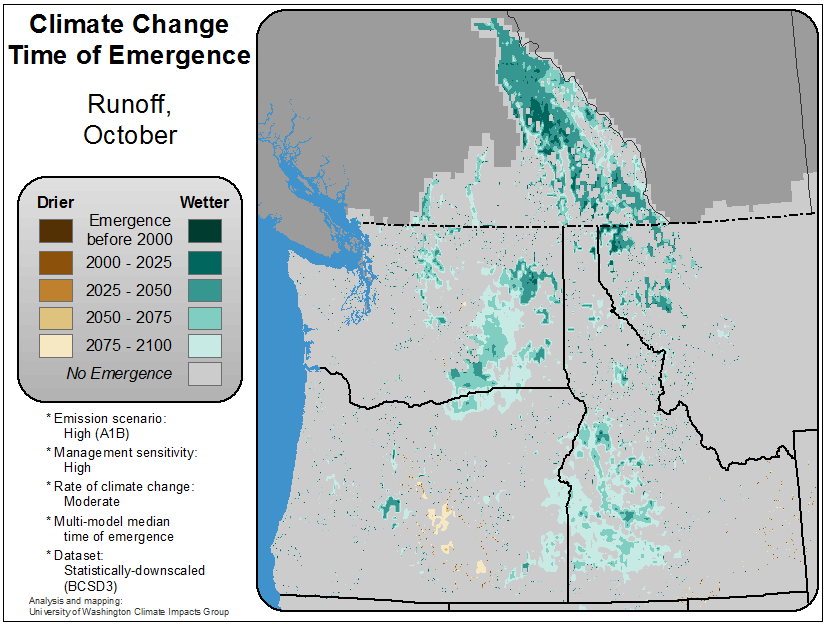 Climate Change
Time of Emergence
Runoff,
October
Drier
Wetter
Emergence
before 2000
2000 - 2025
2025 - 2050
2050 - 2075
2075 - 2100
No Emergence
* Emission scenario:
High (A1B)
* Management sensitivity:
High
* Rate of climate change:
Moderate
* Multi-model median
time of emergence
* Dataset:
Statistically-downscaled
(BCSD3)
Analysis and mapping:
University of Washington Climate Impacts Group